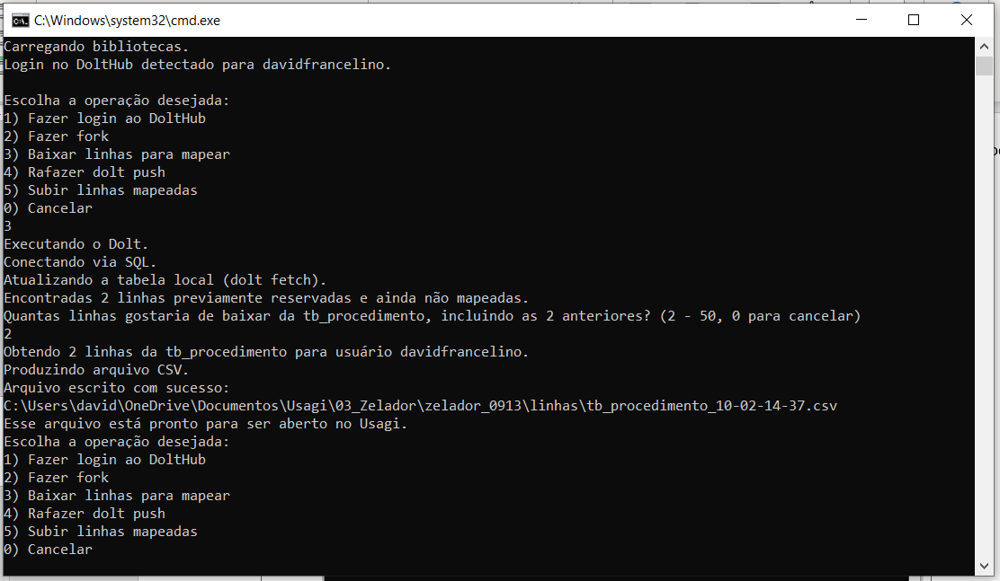 C:\Windows\system32\cmd.exe
Carregando bibliotecas.
Login no DoltHub detectado para davidfrancelino.
Escolha a operação desejada:
1) Fazer login ao DoltHub
2) Fazer fork
3) Baixar linhas para mapear
4) Rafazer dolt push
5) Subir linhas mapeadas
0) Cancelar
3
Executando o Dolt.
Conectando via SQL.
Atualizando a tabela local (dolt fetch).
Encontradas 2 linhas previamente reservadas e ainda não mapeadas.
Quantas linhas gostaria de baixar da tb_procedimento, incluindo as 2 anteriores? (2 - 50, 0 para cancelar)
2
Obtendo 2 linhas da tb_procedimento para usuário davidfrancelino.
Produzindo arquivo CSV.
Arquivo escrito com sucesso:
C:\Users\david\OneDrive\Documentos\Usagi\03_Zelador\zelador_0913\linhas\tb_procedimento_10-02-14-37.csv
Esse arquivo está pronto para ser aberto no Usagi.
Escolha a operação desejada:
1) Fazer login ao DoltHub
2) Fazer fork
3) Baixar linhas para mapear
4) Rafazer dolt push
5) Subir linhas mapeadas
0) Cancelar